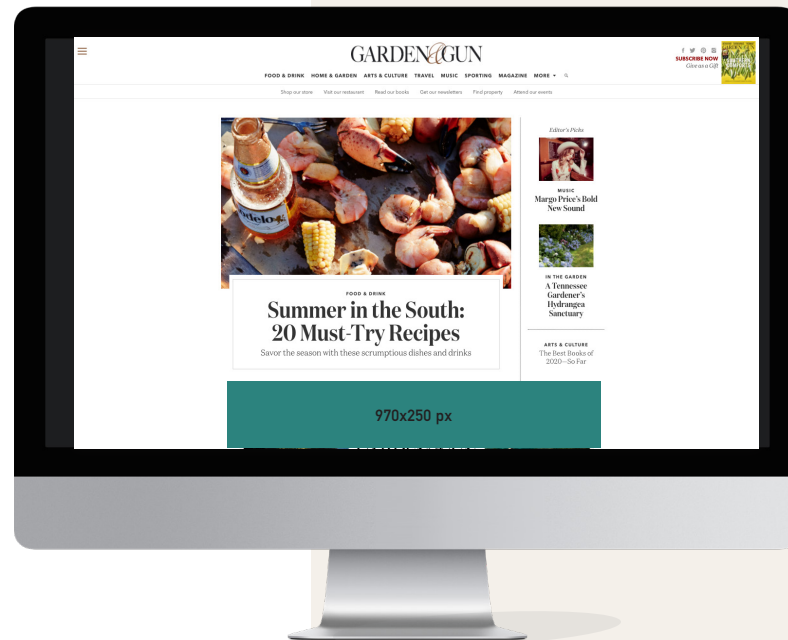 GARDEN&GUN
SUBSCRIBE NOW
Give as a Gift
FOOD & DRINK HOME & GARDEN ARTS & CULTURE TRAVEL MUSIC SPORTING MAGAZINE MORE
Shop our store Visit our restaurant Read our books Get our newsletters Find property Attend our events
Modelo
FOOD & DRINK
Summer in the South:
20 Must-Try Recipes
Savor the season with these scrumptious dishes and drinks
Editor's Picks
MUSIC
Margo Price's Bold
New Sound
IN THE GARDEN
A Tennessee
Gardener's
Hydrangea
Sanctuary
ARTS & CULTURE
The Best Books of
2020—So Far
970x250 px